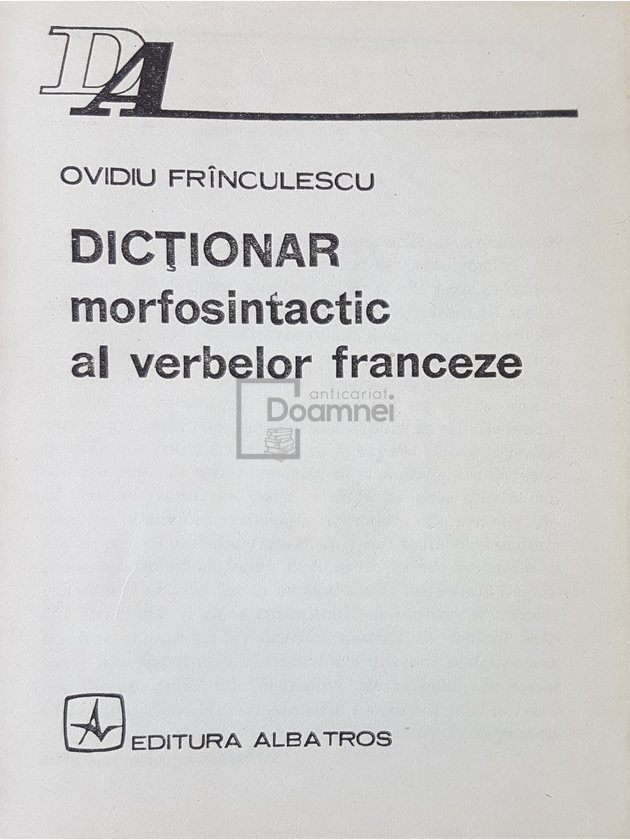 DA
OVIDIU FRÎNCULESCU
DICŢIONAR
morfosintactic
al verbelor franceze
anticariat
Doamnei
EDITURA ALBATROS